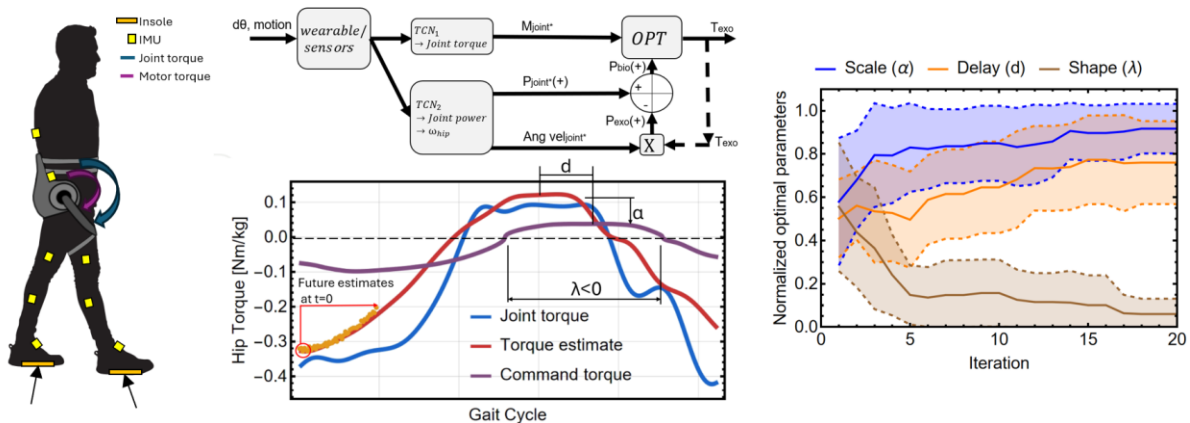 Insole
IMU
Joint torque
Motor torque
dθ, motion
wearable/
sensors
TCN₁
→ Joint torque
Mjoint*
OPT
Texo
Pbio(+)
TCN₂
→ Joint power
→ ωhip
Pjoint*(+)
+
-
Pexo(+)
Ang veljoint*
X
Texo
Hip Torque [Nm/kg]
0.1
0.0
−0.1
−0.2
−0.3
−0.4
d
α
λ<0
Future estimates
at t=0
Joint torque
Torque estimate
Command torque
Gait Cycle
Scale (α)
Delay (d)
Shape (λ)
Normalized optimal parameters
1.0
0.8
0.6
0.4
0.2
0.0
0
5
10
15
20
Iteration